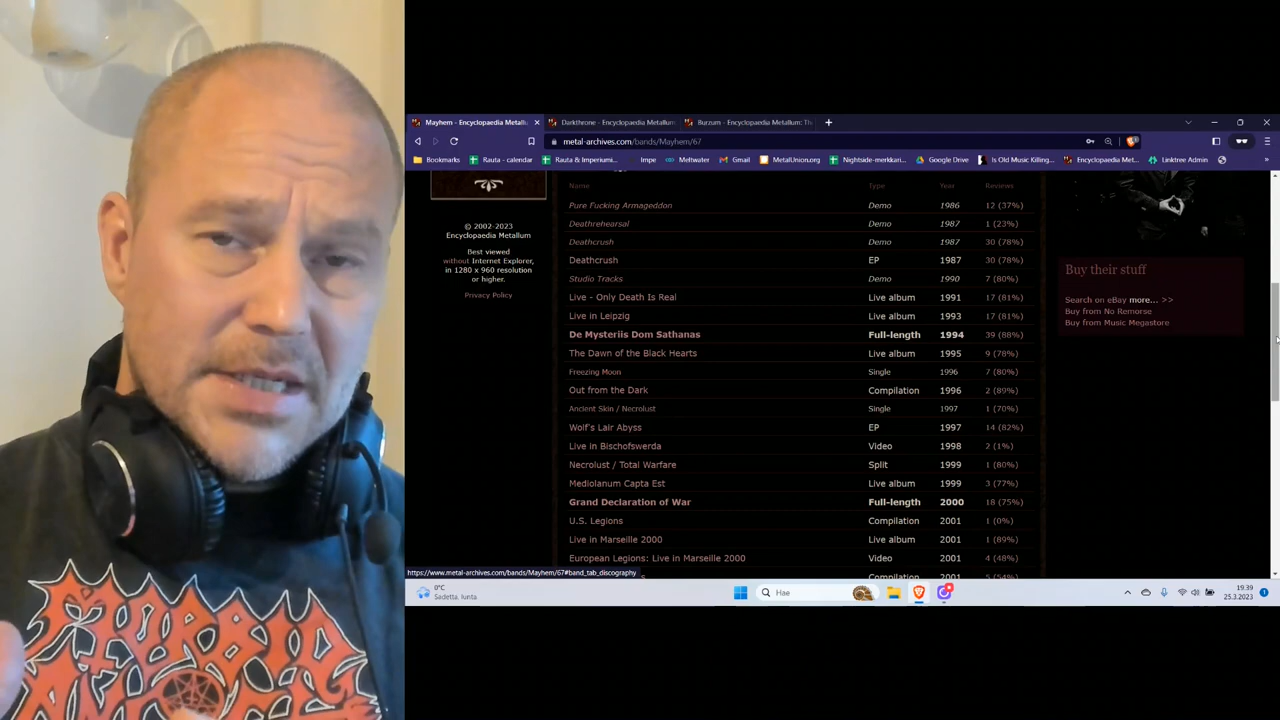 Mayhem - Encyclopaedia Metallu
Darkthrone - Encyclopaedia Metallum:
Burzum - Encyclopaedia Metallum: Th
metal-archives.com/bands/Mayhem/67
Bookmarks
Rauta - calendar
Rauta & Imperiumi...
Impe
Meltwater
Gmail
MetalUnion.org
Nightside-merkkari...
Google Drive
Is Old Music Killing...
Encyclopaedia Met...
Linktree Admin
Name Type Year Reviews
Pure Fucking Armageddon Demo 1986 12 (37%)
Deathrehearsal Demo 1987 1 (23%)
Deathcrush Demo 1987 30 (78%)
Deathcrush EP 1987 30 (78%)
Studio Tracks Demo 1990 7 (80%)
Live - Only Death Is Real Live album 1991 17 (81%)
Live in Leipzig Live album 1993 17 (81%)
De Mysteriis Dom Sathanas Full-length 1994 39 (88%)
The Dawn of the Black Hearts Live album 1995 9 (78%)
Freezing Moon Single 1996 7 (80%)
Out from the Dark Compilation 1996 2 (89%)
Ancient Skin / Necrolust Single 1997 1 (70%)
Wolf's Lair Abyss EP 1997 14 (82%)
Live in Bischofswerda Video 1998 2 (1%)
Necrolust / Total Warfare Split 1999 1 (80%)
Mediolanum Capta Est Live album 1999 3 (77%)
Grand Declaration of War Full-length 2000 18 (75%)
U.S. Legions Compilation 2001 1 (0%)
Live in Marseille 2000 Live album 2001 1 (89%)
European Legions: Live in Marseille 2000 Video 2001 4 (48%)
Compilation 2001 5 (54%)
© 2002-2023
Encyclopaedia Metallum
Best viewed
without Internet Explorer,
in 1280 x 960 resolution
or higher.
Privacy Policy
Buy their stuff
Search on eBay more... >>
Buy from No Remorse
Buy from Music Megastore
https://www.metal-archives.com/bands/Mayhem/67#band_tab_discography
0°C
Sadetta, lunta
Hae
19.39
25.3.2023
MORBID
ANGEL